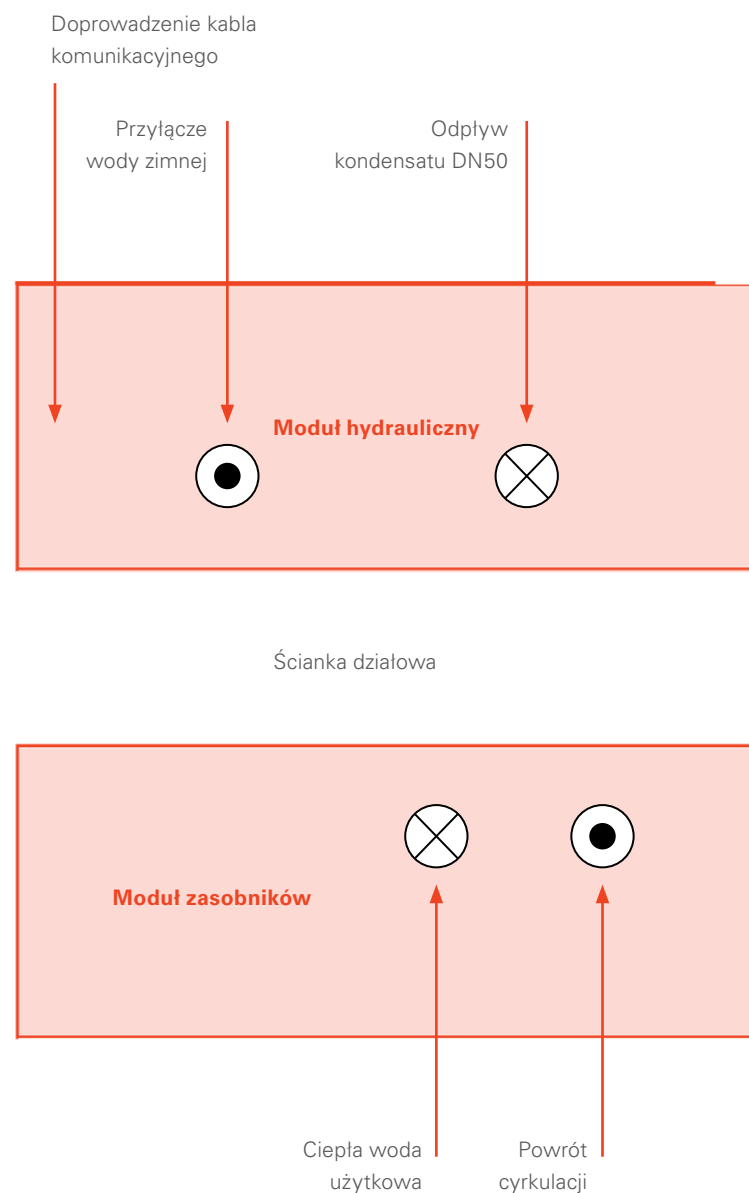 Doprowadzenie kabla
komunikacyjnego
Przyłącze
wody zimnej
Odpływ
kondensatu DN50
Moduł hydrauliczny
Ścianka działowa
Moduł zasobników
Ciepła woda
użytkowa
Powrót
cyrkulacji